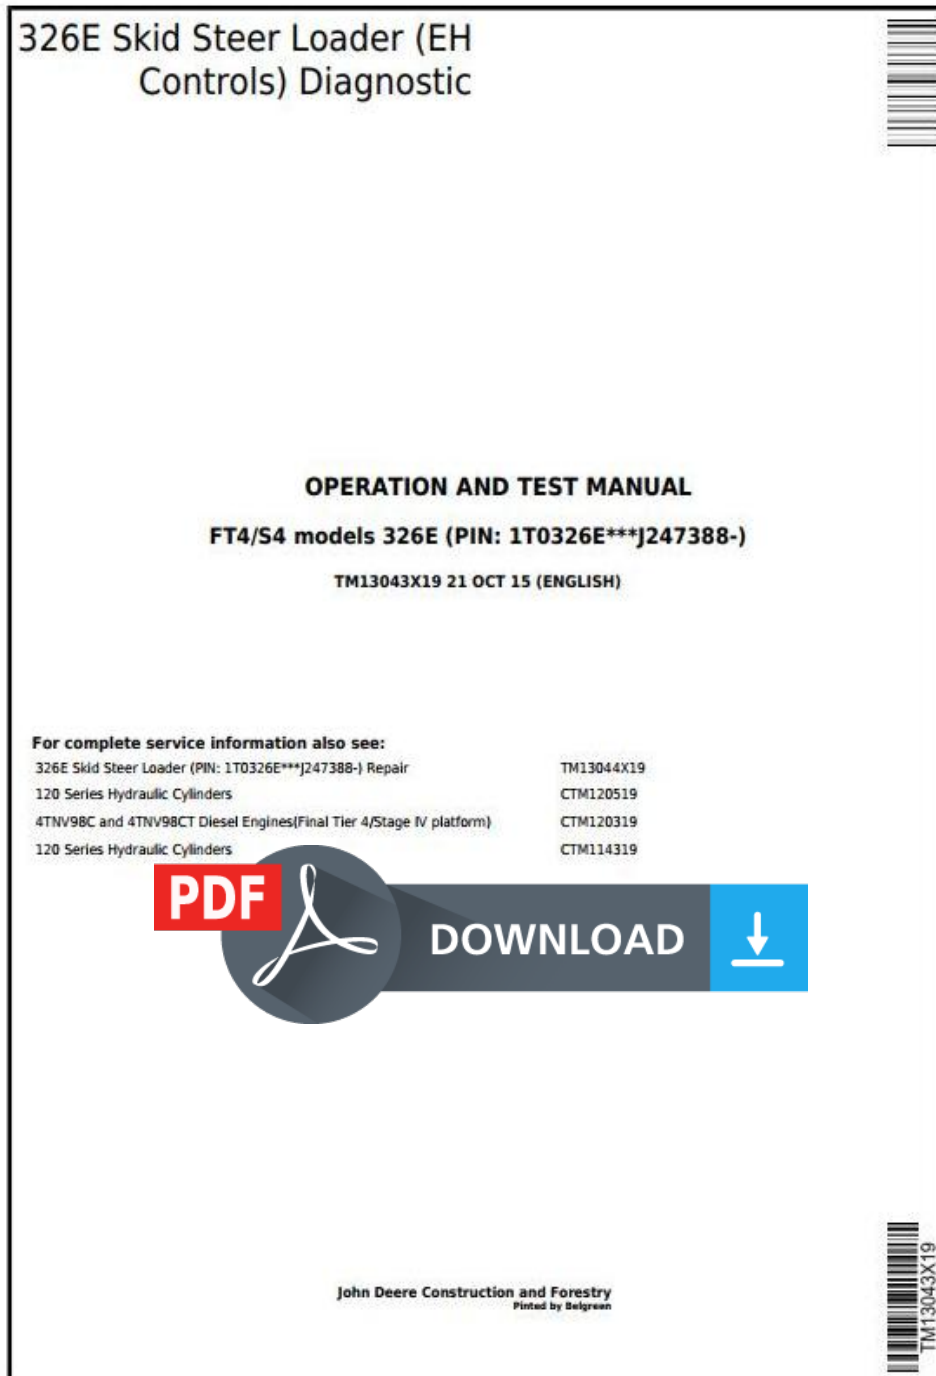 326E Skid Steer Loader (EH
Controls) Diagnostic
OPERATION AND TEST MANUAL
FT4/S4 models 326E (PIN: 1T0326E***J247388-)
TM13043X19 21 OCT 15 (ENGLISH)
For complete service information also see:
326E Skid Steer Loader (PIN: 1T0326E***J247388-) Repair TM13044X19
120 Series Hydraulic Cylinders CTM120519
4TNV98C and 4TNV98CT Diesel Engines(Final Tier 4/Stage IV platform) CTM120319
120 Series Hydraulic Cylinders CTM114319
PDF
DOWNLOAD
John Deere Construction and Forestry
Pinted by Belgreen
TM13043X19